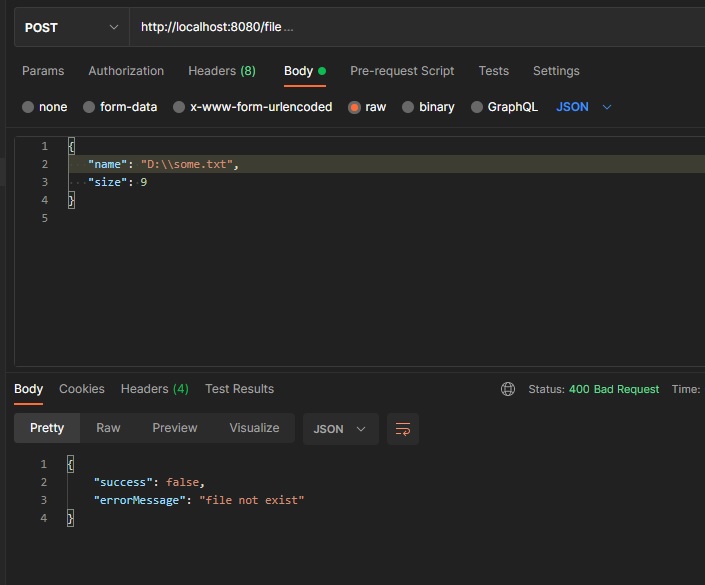 POST http://localhost:8080/file ...
Params Authorization Headers (8) Body Pre-request Script Tests Settings
none form-data x-www-form-urlencoded raw binary GraphQL JSON
1 {
2 "name": "D:\\some.txt",
3 "size": 9
4 }
5
Body Cookies Headers (4) Test Results Status: 400 Bad Request Time:
Pretty Raw Preview Visualize JSON
1 {
2 "success": false,
3 "errorMessage": "file not exist"
4 }